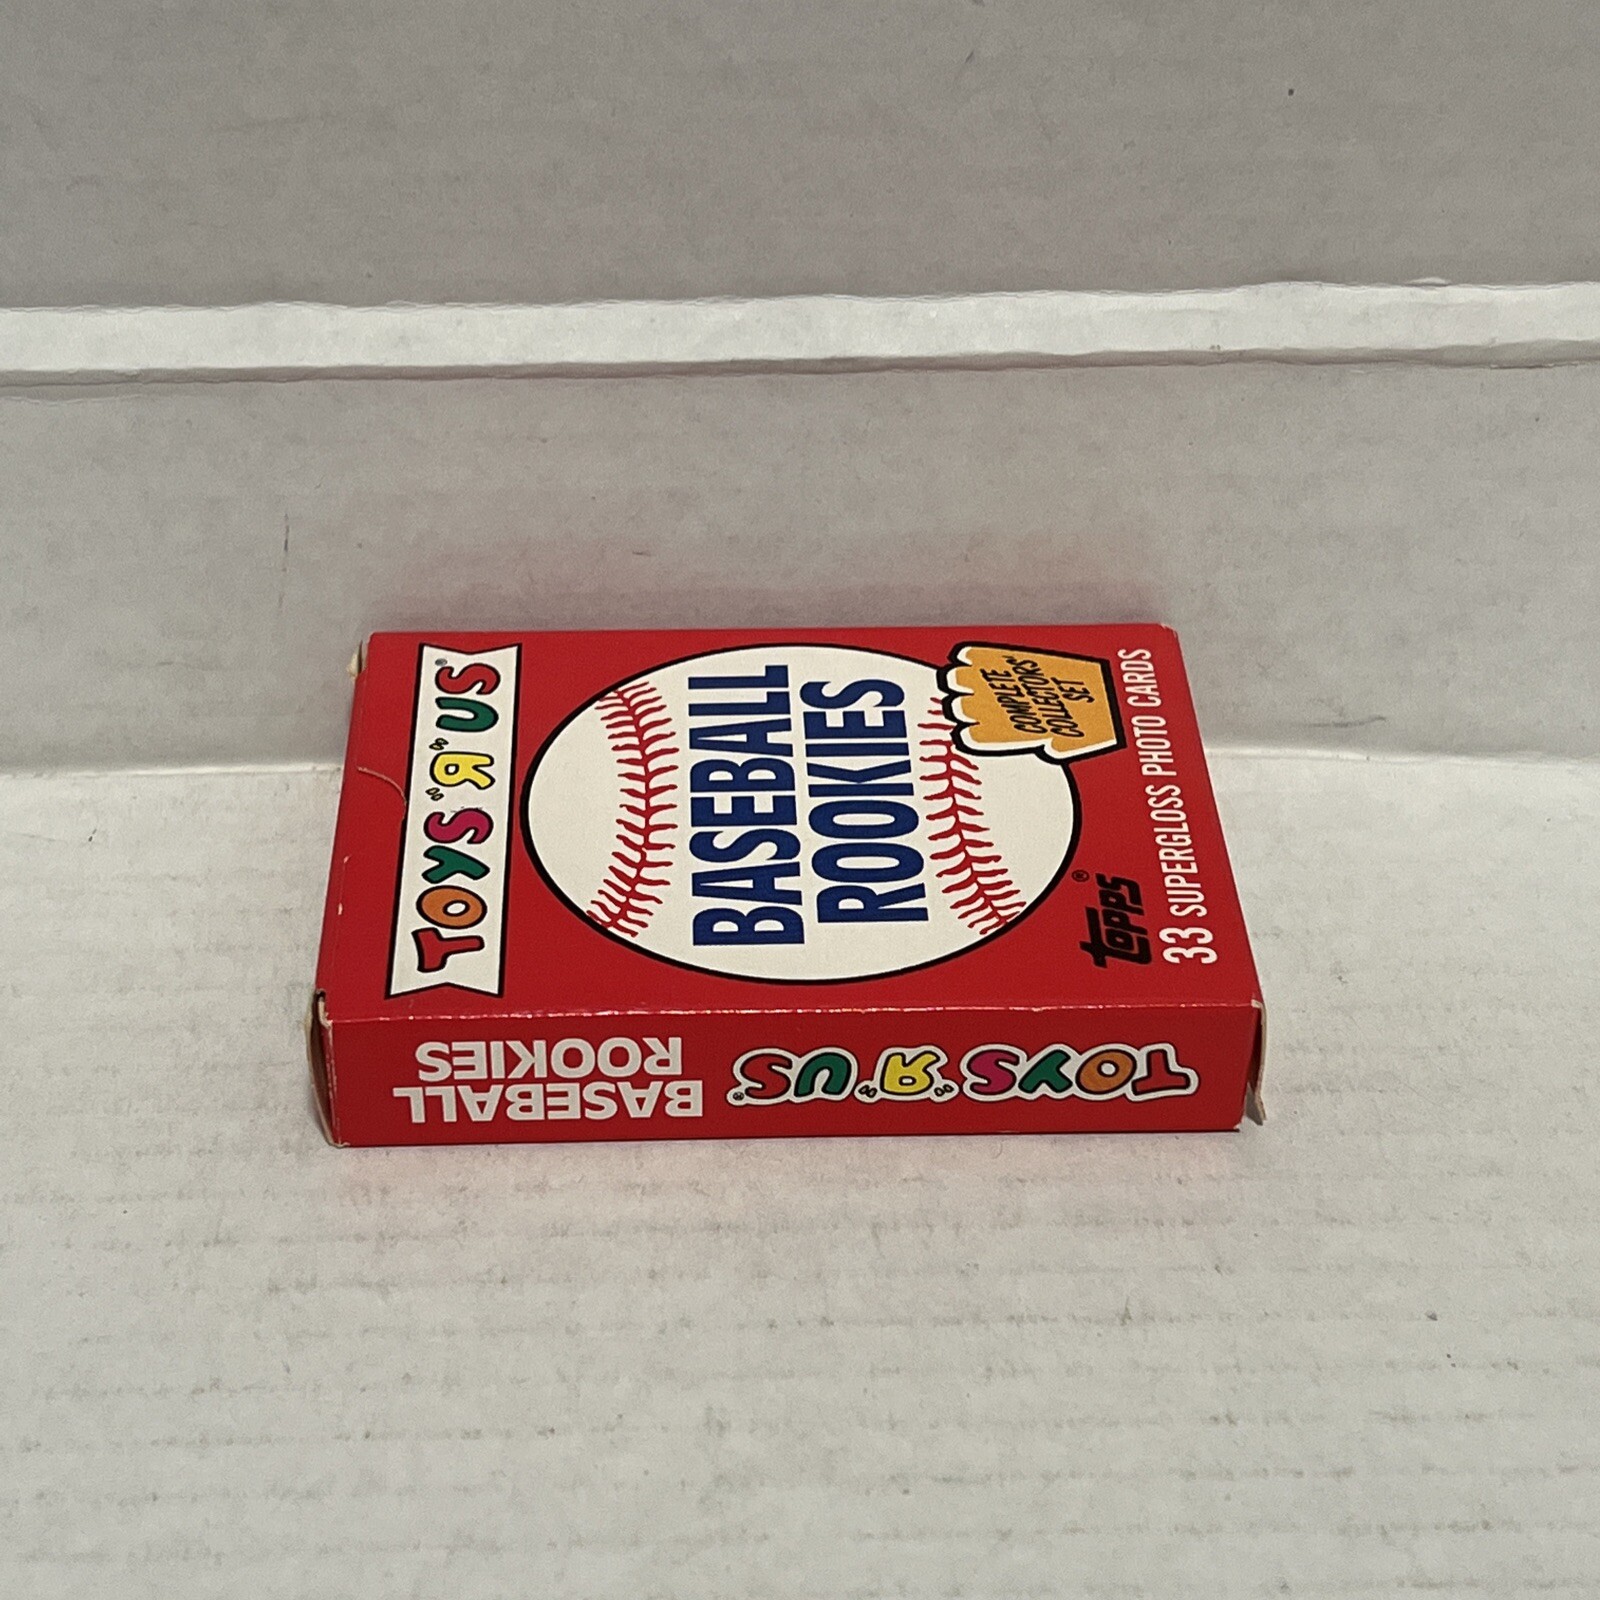 TOYS "Я" US®
BASEBALL
ROOKIES
COMPLETE
COLLECTORS'
SET
Topps®
33 SUPERGLOSS PHOTO CARDS
TOYS "Я" US®
BASEBALL
ROOKIES